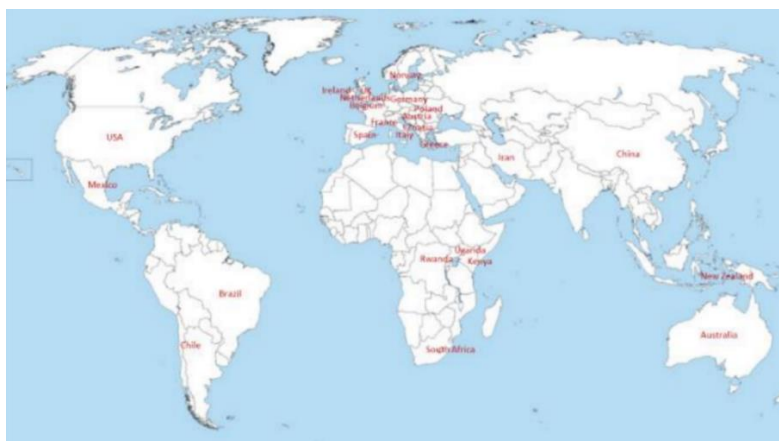 Norway
Ireland
UK
Netherlands
Germany
Belgium
Poland
France
Austria
Croatia
Spain
Italy
Greece
USA
Iran
China
Mexico
Uganda
Rwanda
Kenya
New Zealand
Brazil
Australia
Chile
South Africa